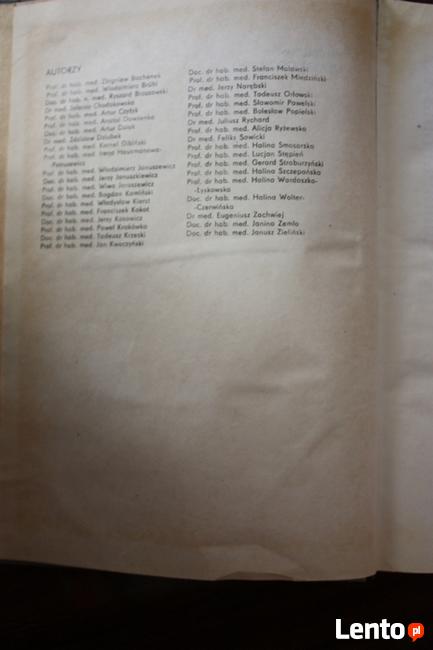 AUTORZY
Prof. dr hab. med. Zbigniew Bochenek
Prof. dr hab. med. Włodzimierz Brühl
Doc. dr hab. n. med. Ryszard Brzozowski
Dr med. Salomea Chodakowska
Prof. dr hab. med. Artur Czyżyk
Prof. dr hab. med. Anatol Dowżenko
Doc. dr hab. med. Artur
Dr med. Zdzisław Dziubek
Prof. dr hab. med. Kornel Gibiński
Prof. dr hab. med. Irena Hausmanowa-
-Petrusewicz
Prof. dr hab. med. Włodzimierz Januszewicz
Doc. dr hab. med. Jerzy Januszkiewicz
Prof. dr hab. med. Wiwa Jaroszewicz
Doc. dr hab. med. Bogdan Kamiński
Prof. dr hab. med. Władysław Kierst
Prof. dr hab. med. Franciszek Kokot
Prof. dr hab. med. Jerzy Kosowicz
Prof. dr hab. med. Paweł Krakówka
Doc. dr hab. med. Tadeusz Krzeski
Prof. dr hab. med. Jan Kwoczyński
Doc. dr hab. med. Stefan Maławski
Prof. dr hab. med. Franciszek Miedziński
Dr med. Jerzy Narębski
Prof. dr hab. med. Tadeusz Orłowski
Prof. dr hab. med. Sławomir Pawelski
Prof. dr hab. med. Bolesław Popielski
Dr med. Juliusz Rychard
Prof. dr hab. med. Alicja Ryżewska
Dr med. Feliks Sawicki
Prof. dr hab. med. Halina Smosarska
Prof. dr hab. med. Lucjan Stępień
Prof. dr hab. med. Gerard Straburzyński
Prof. dr hab. med. Halina Szczepańska
Prof. dr hab. med. Halina Wardaszko-
-Łyskowska
Doc. dr hab. med. Halina Wolter-
-Czerwińska
Dr med. Eugeniusz Zachwiej
Doc. dr hab. med. Janina Zemło
Doc. dr hab. med. Janusz Zieliński
Lento.pl